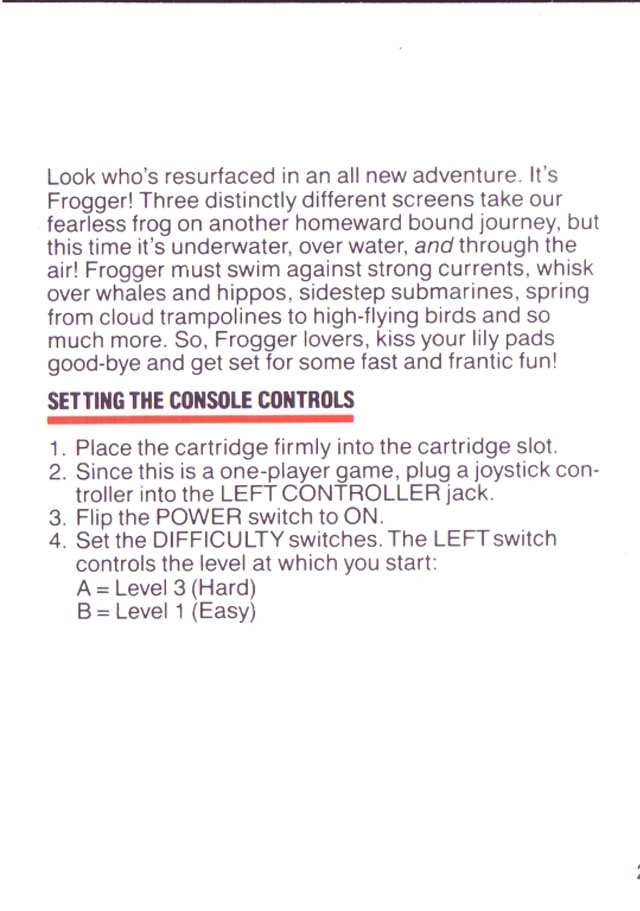 Look who's resurfaced in an all new adventure. It's
Frogger! Three distinctly different screens take our
fearless frog on another homeward bound journey, but
this time it's underwater, over water, and through the
air! Frogger must swim against strong currents, whisk
over whales and hippos, sidestep submarines, spring
from cloud trampolines to high-flying birds and so
much more. So, Frogger lovers, kiss your lily pads
good-bye and get set for some fast and frantic fun!
SETTING THE CONSOLE CONTROLS
1. Place the cartridge firmly into the cartridge slot.
2. Since this is a one-player game, plug a joystick con-
troller into the LEFT CONTROLLER jack.
3. Flip the POWER switch to ON.
4. Set the DIFFICULTY switches. The LEFT switch
controls the level at which you start:
A = Level 3 (Hard)
B = Level 1 (Easy)